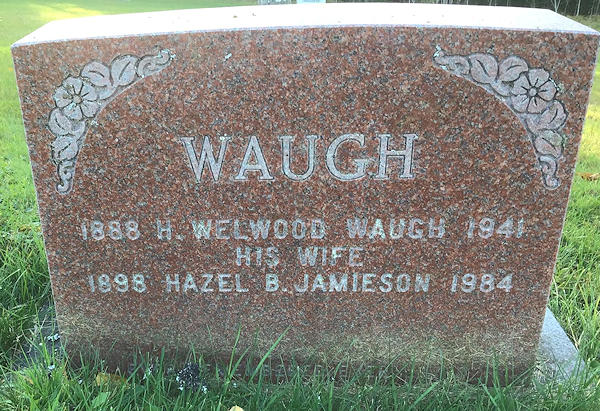 WAUGH
1888 H. WELWOOD WAUGH 1941
HIS WIFE
1898 HAZEL B. JAMIESON 1984